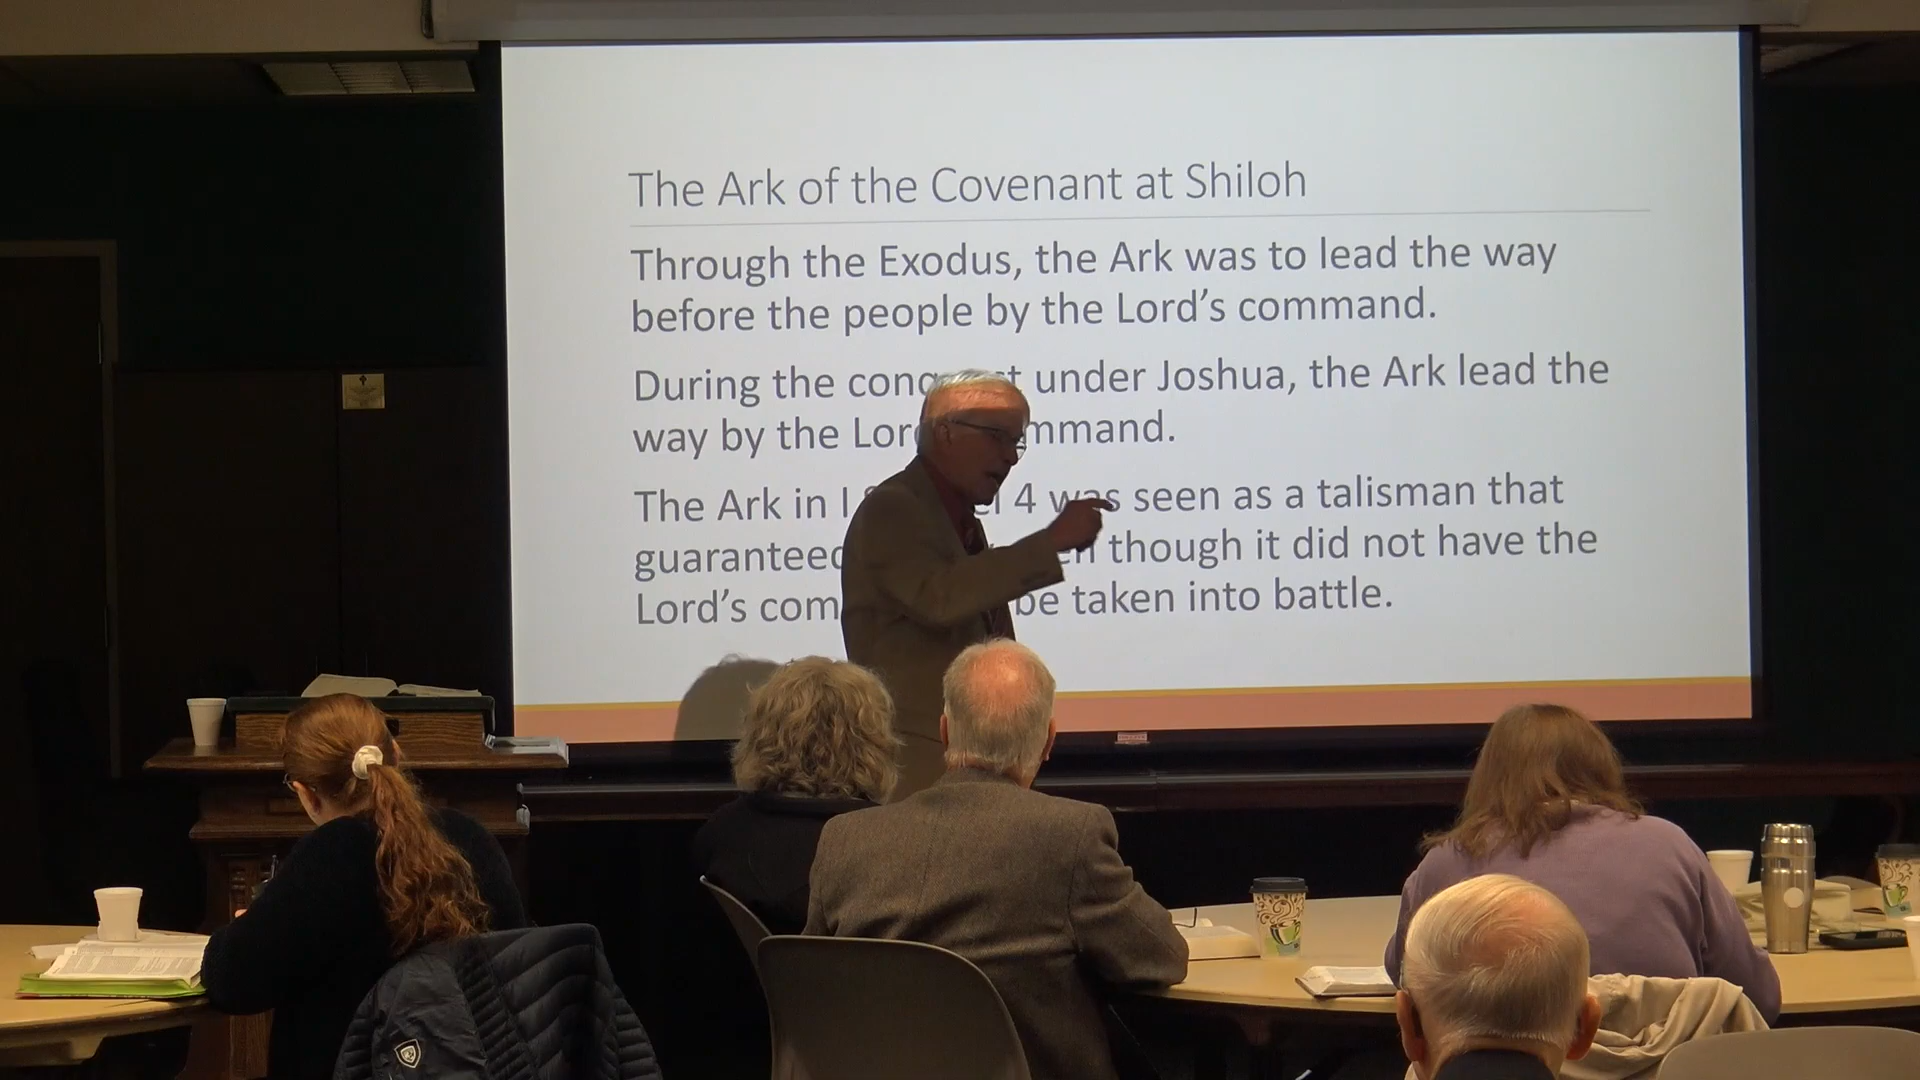 The Ark of the Covenant at Shiloh
Through the Exodus, the Ark was to lead the way
before the people by the Lord's command.
During the conq t under Joshua, the Ark lead the
way by the Lor mmand.
The Ark in I l 4 was seen as a talisman that
guaranteed en though it did not have the
Lord's com be taken into battle.